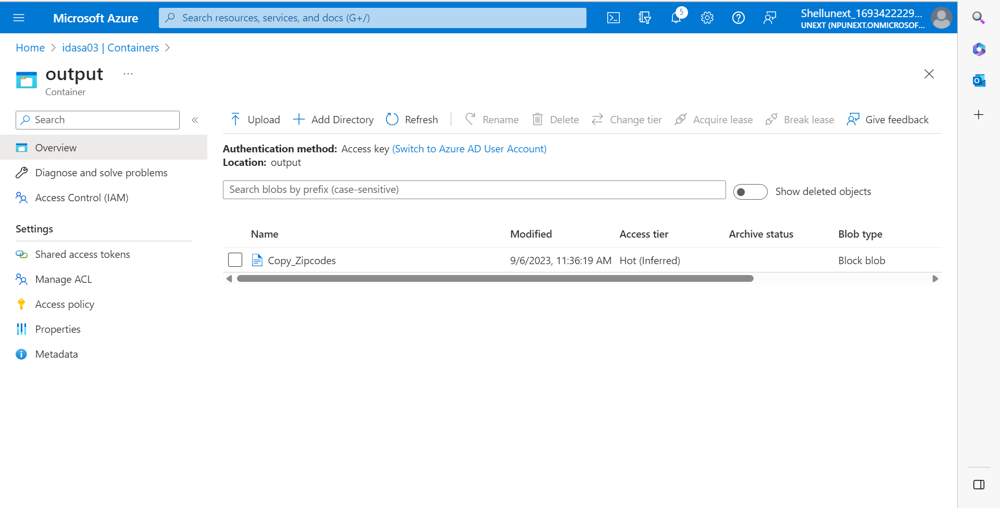 Microsoft Azure
Search resources, services, and docs (G+/)
5
Shellunext_1693422229...
UNEXT (NPUNEXT.ONMICROSOF...
Home > idasa03 | Containers >
output ...
Container
Search «
Upload Add Directory Refresh Rename Delete Change tier Acquire lease Break lease Give feedback
Overview
Diagnose and solve problems
Access Control (IAM)
Settings
Shared access tokens
Manage ACL
Access policy
Properties
Metadata
Authentication method: Access key (Switch to Azure AD User Account)
Location: output
Search blobs by prefix (case-sensitive)
Show deleted objects
Name Modified Access tier Archive status Blob type
Copy_Zipcodes 9/6/2023, 11:36:19 AM Hot (Inferred) Block blob